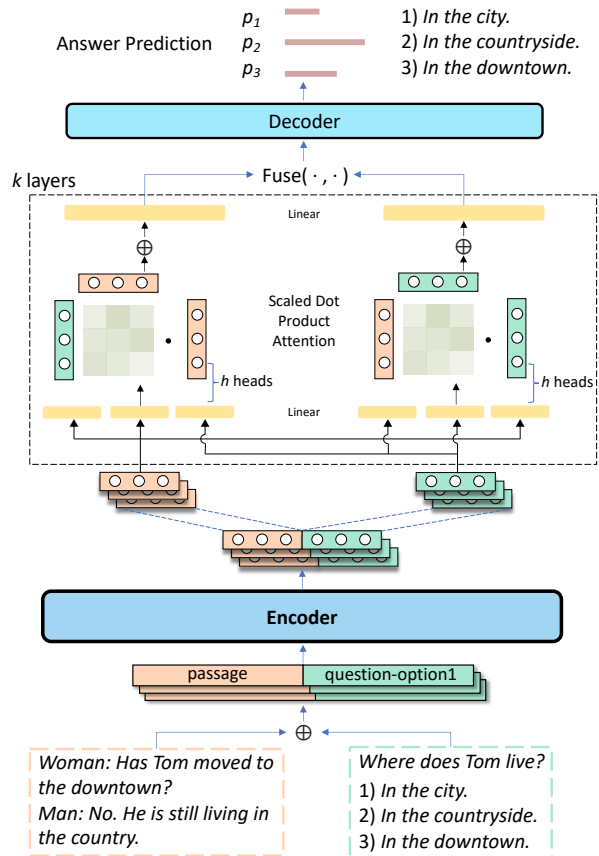 p1
1) In the city.
Answer Prediction
p2
2) In the countryside.
p3
3) In the downtown.
Decoder
k layers
Fuse( · , · )
Linear
Scaled Dot
Product
Attention
h heads
h heads
Linear
Encoder
passage
question-option1
Woman: Has Tom moved to
the downtown?
Man: No. He is still living in
the country.
Where does Tom live?
1) In the city.
2) In the countryside.
3) In the downtown.